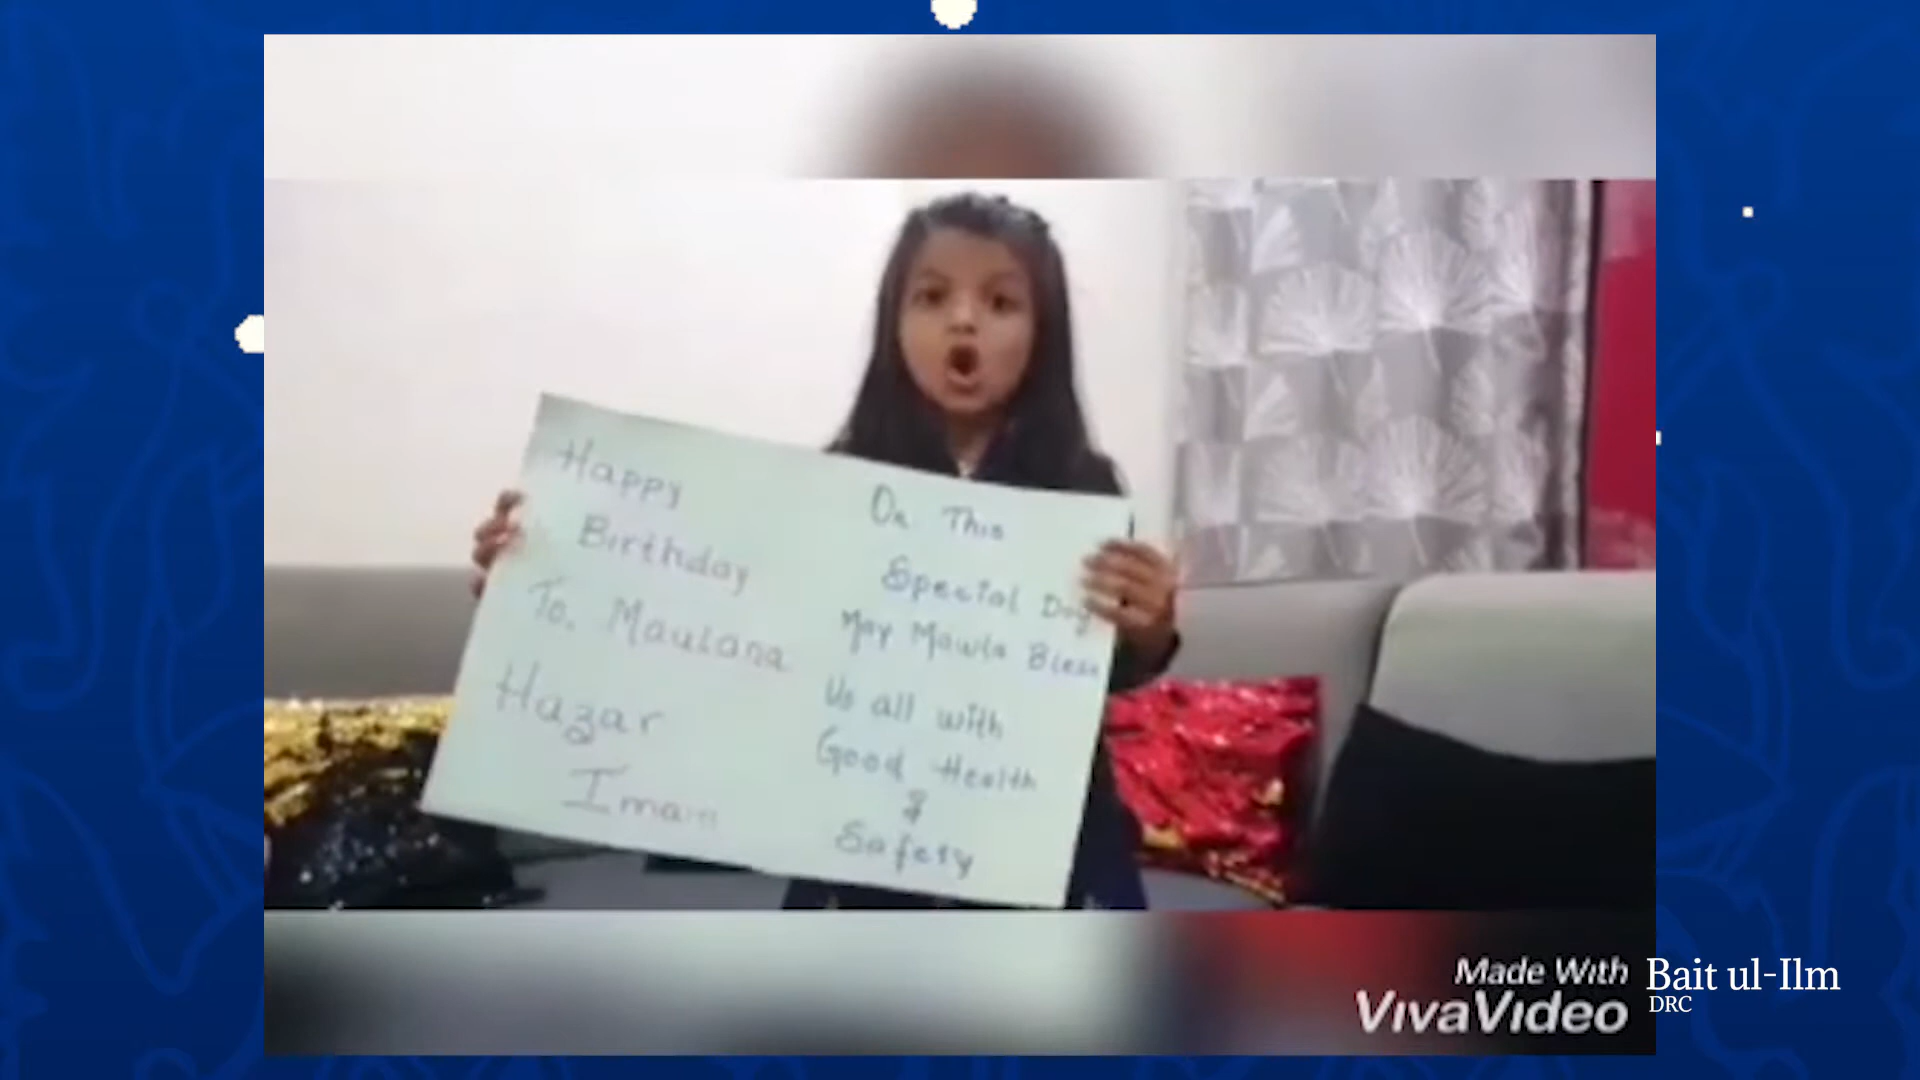 Happy
Birthday
To. Maulana
Hazar
Imam
On This
Special Day
May Mawla Bless
Us all with
Good Health
&
Safety
Made With
VivaVideo
Bait ul-Ilm
DRC